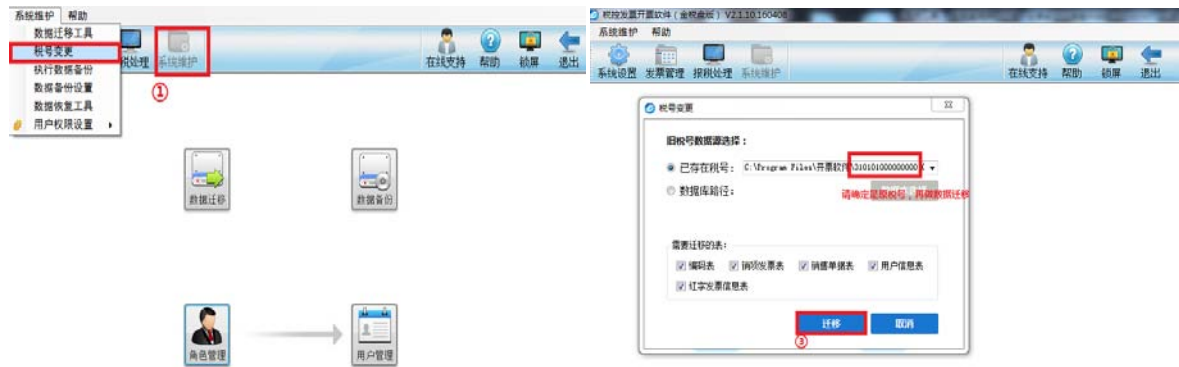 系统维护 帮助
数据迁移工具
税号变更
执行数据备份
数据备份设置
数据恢复工具
用户权限设置
税处理 系统维护
在线支持 帮助 锁屏 退出
①
数据迁移
数据备份
角色管理
用户管理
税控发票开票软件（金税盘版） V2.1.10.160408
系统维护 帮助
系统设置 发票管理 报税处理 系统维护
在线支持 帮助 锁屏 退出
税号变更
旧税号数据源选择：
已存在税号： C:\Program Files\开票软件\310101000000000
数据库路径：
请确定是原税号，再做数据迁移
需要迁移的表：
编码表 销项发票表 销售单据表 用户信息表
红字发票信息表
迁移 取消
③